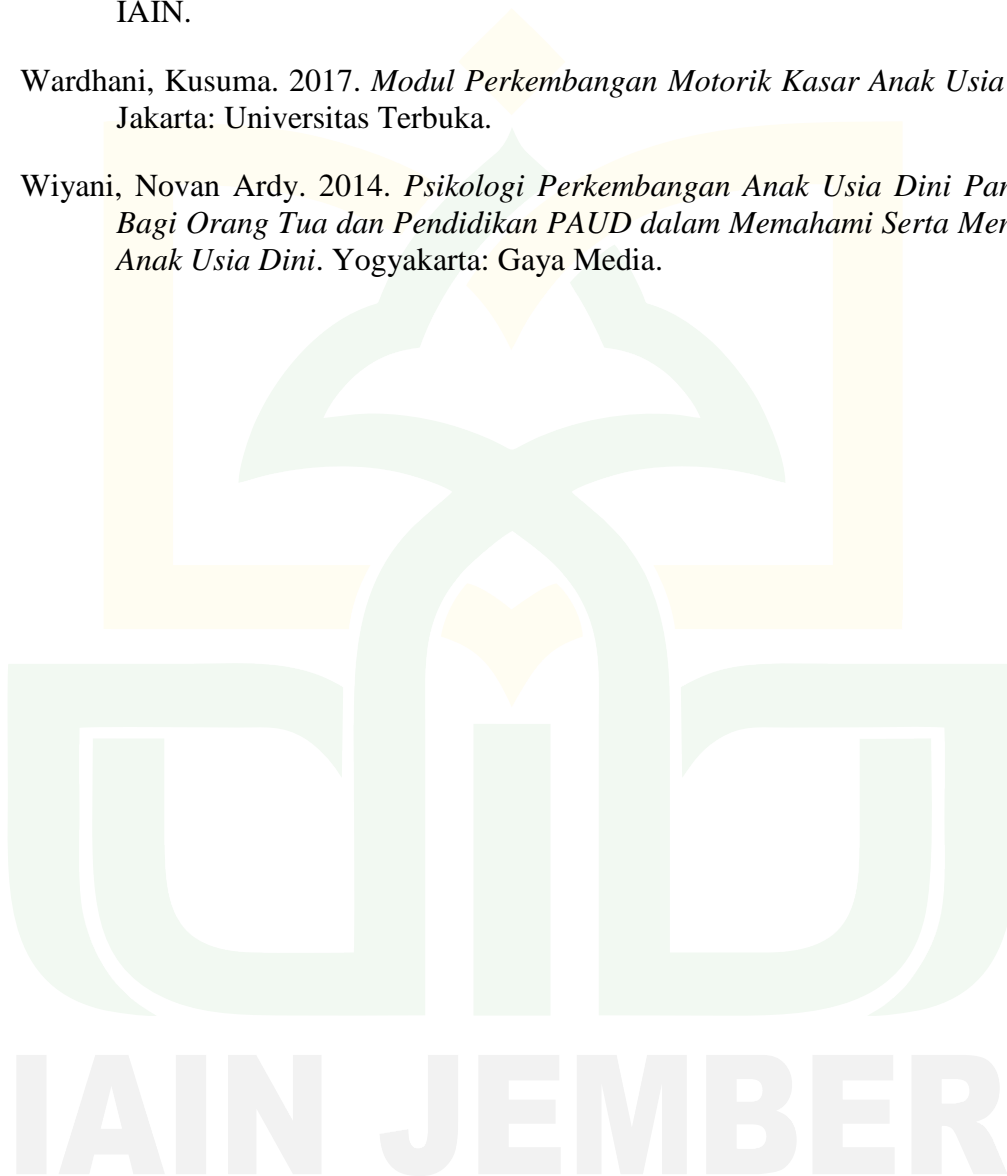 IAIN.
Wardhani, Kusuma. 2017. Modul Perkembangan Motorik Kasar Anak Usia
Jakarta: Universitas Terbuka.
Wiyani, Novan Ardy. 2014. Psikologi Perkembangan Anak Usia Dini Pan
Bagi Orang Tua dan Pendidikan PAUD dalam Memahami Serta Men
Anak Usia Dini. Yogyakarta: Gaya Media.
IAIN JEMBER